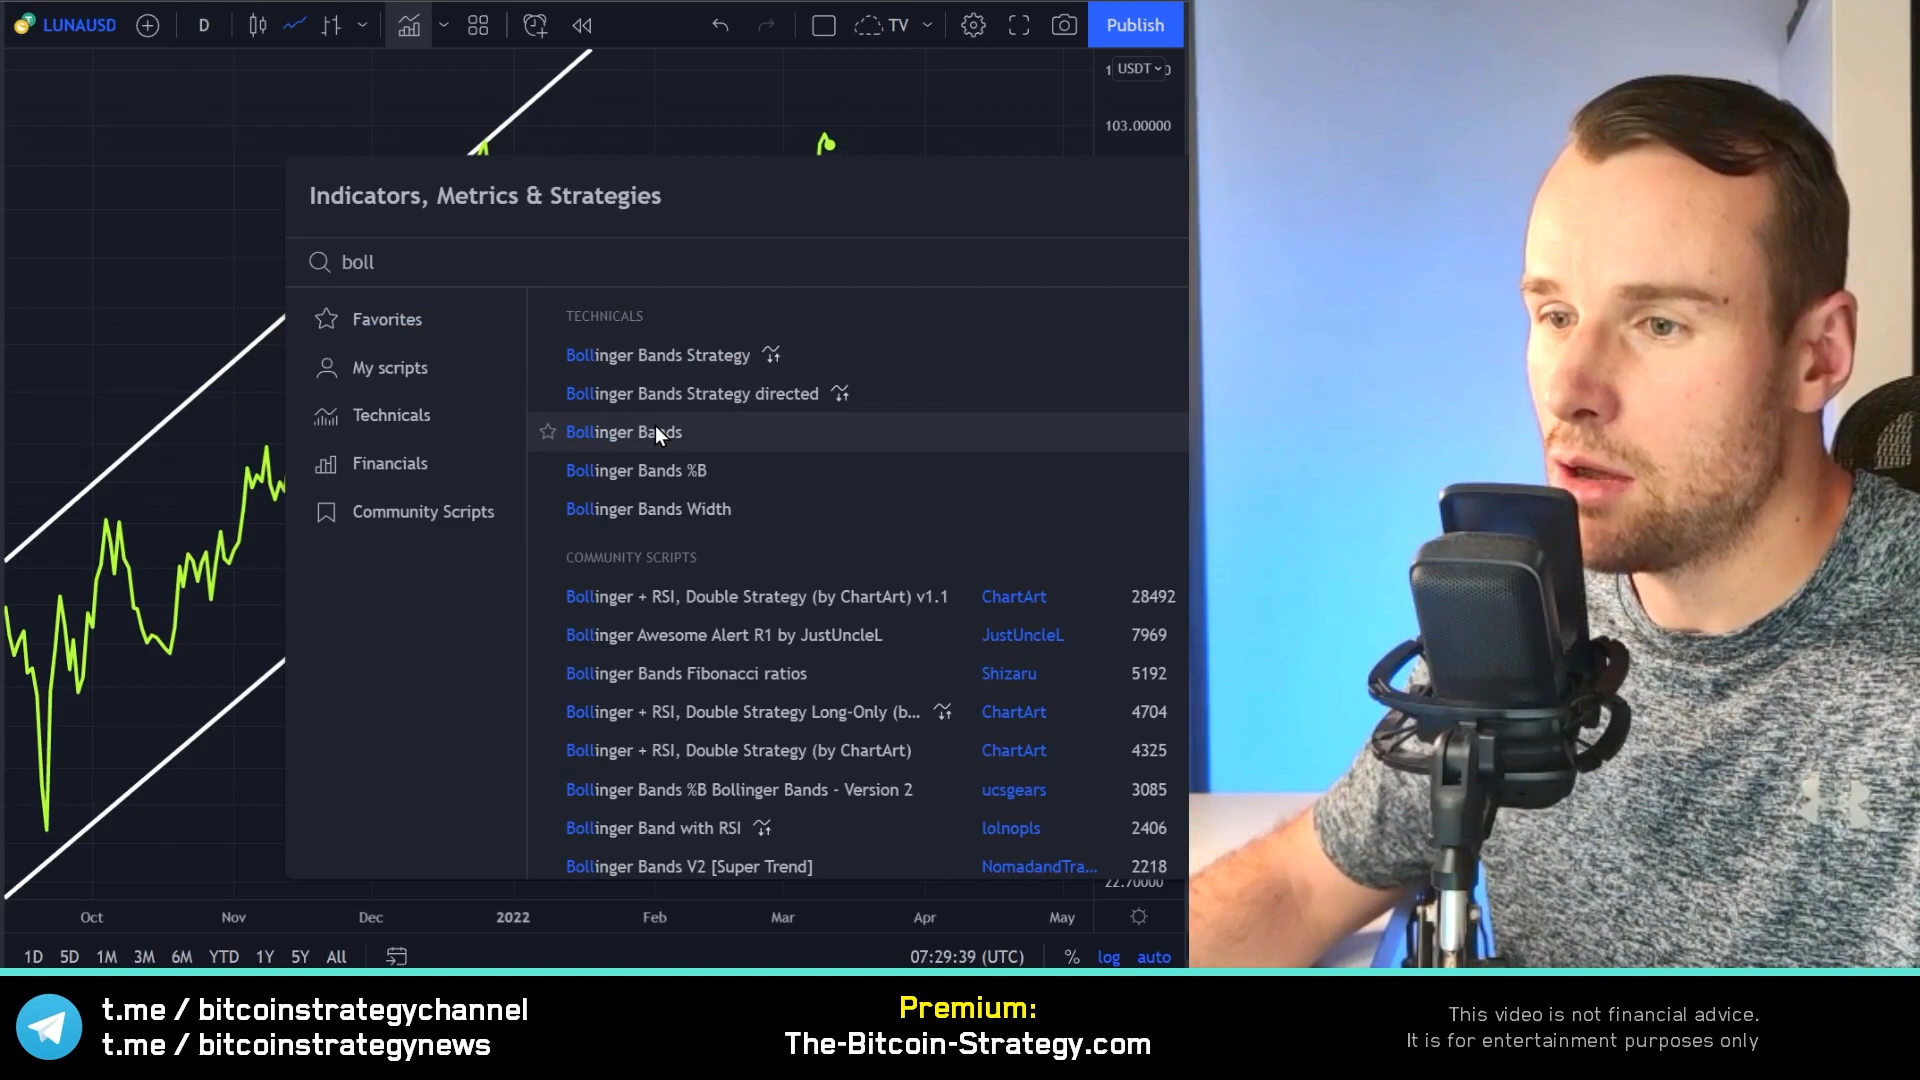 LUNAUSD
D
TV
Publish
1
USDT
103.00000
Indicators, Metrics & Strategies
boll
Favorites
My scripts
Technicals
Financials
Community Scripts
TECHNICALS
Bollinger Bands Strategy
Bollinger Bands Strategy directed
Bollinger Bands
Bollinger Bands %B
Bollinger Bands Width
COMMUNITY SCRIPTS
Bollinger + RSI, Double Strategy (by ChartArt) v1.1 ChartArt 28492
Bollinger Awesome Alert R1 by JustUncleL JustUncleL 7969
Bollinger Bands Fibonacci ratios Shizaru 5192
Bollinger + RSI, Double Strategy Long-Only (b... ChartArt 4704
Bollinger + RSI, Double Strategy (by ChartArt) ChartArt 4325
Bollinger Bands %B Bollinger Bands - Version 2 ucsgears 3085
Bollinger Band with RSI lolnopls 2406
Bollinger Bands V2 [Super Trend] NomadandTra... 2218
22.70000
Oct Nov Dec 2022 Feb Mar Apr May
1D 5D 1M 3M 6M YTD 1Y 5Y All 07:29:39 (UTC) % log auto
t.me / bitcoinstrategychannel
t.me / bitcoinstrategynews
Premium:
The-Bitcoin-Strategy.com
This video is not financial advice.
It is for entertainment purposes only